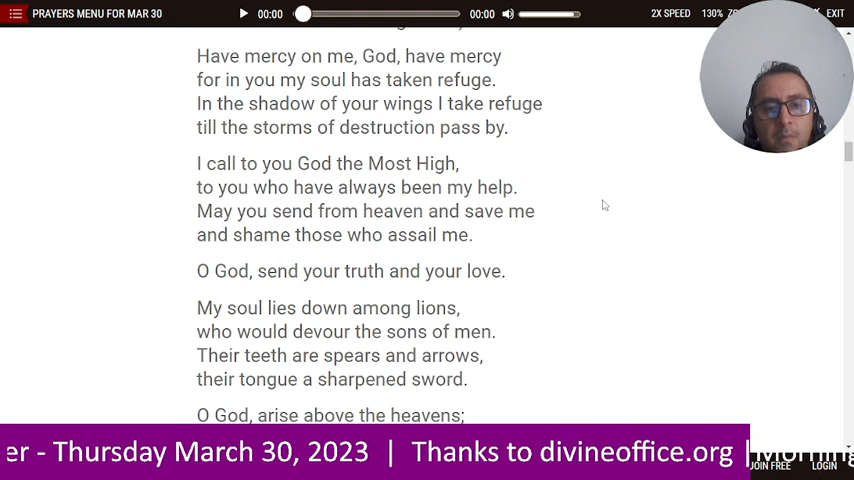 PRAYERS MENU FOR MAR 30
00:00
00:00
2X SPEED
130%
EXIT
Have mercy on me, God, have mercy
for in you my soul has taken refuge.
In the shadow of your wings I take refuge
till the storms of destruction pass by.
I call to you God the Most High,
to you who have always been my help.
May you send from heaven and save me
and shame those who assail me.
O God, send your truth and your love.
My soul lies down among lions,
who would devour the sons of men.
Their teeth are spears and arrows,
their tongue a sharpened sword.
O God, arise above the heavens;
er - Thursday March 30, 2023 | Thanks to divineoffice.org | Morning
JOIN FREE
LOGIN